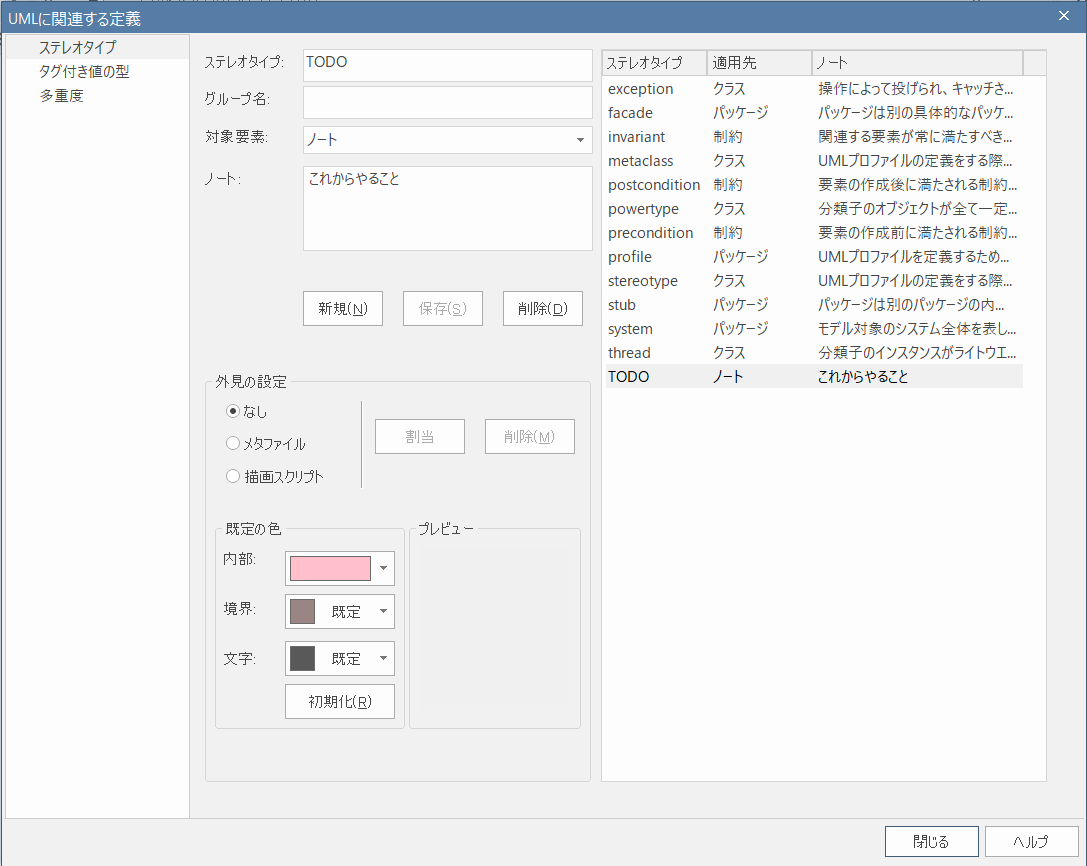 UMLに関連する定義
ステレオタイプ
タグ付き値の型
多重度
ステレオタイプ: TODO
グループ名:
対象要素: ノート
ノート: これからやること
新規(N) 保存(S) 削除(D)
外見の設定
なし
メタファイル
描画スクリプト
割当 削除(M)
既定の色
内部:
境界: 既定
文字: 既定
初期化(R)
プレビュー
ステレオタイプ 適用先 ノート
exception クラス 操作によって投げられ、キャッチさ...
facade パッケージ パッケージは別の具体的なパッケ...
invariant 制約 関連する要素が常に満たすべき...
metaclass クラス UMLプロファイルの定義をする際...
postcondition 制約 要素の作成後に満たされる制約...
powertype クラス 分類子のオブジェクトが全て一定...
precondition 制約 要素の作成前に満たされる制約...
profile パッケージ UMLプロファイルを定義するため...
stereotype クラス UMLプロファイルの定義をする際...
stub パッケージ パッケージは別のパッケージの内...
system パッケージ モデル対象のシステム全体を表し...
thread クラス 分類子のインスタンスがライトウエ...
TODO ノート これからやること
閉じる ヘルプ